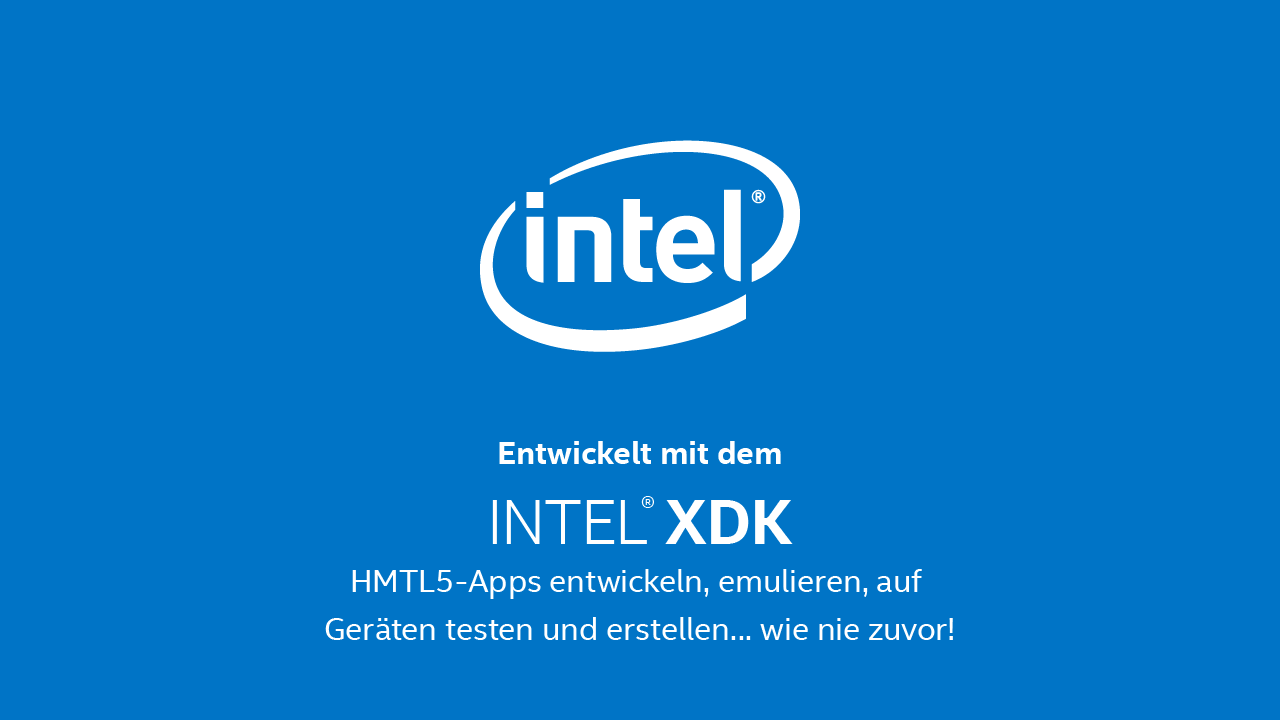 intel®
Entwickelt mit dem
INTEL® XDK
HMTL5-Apps entwickeln, emulieren, auf
Geräten testen und erstellen... wie nie zuvor!